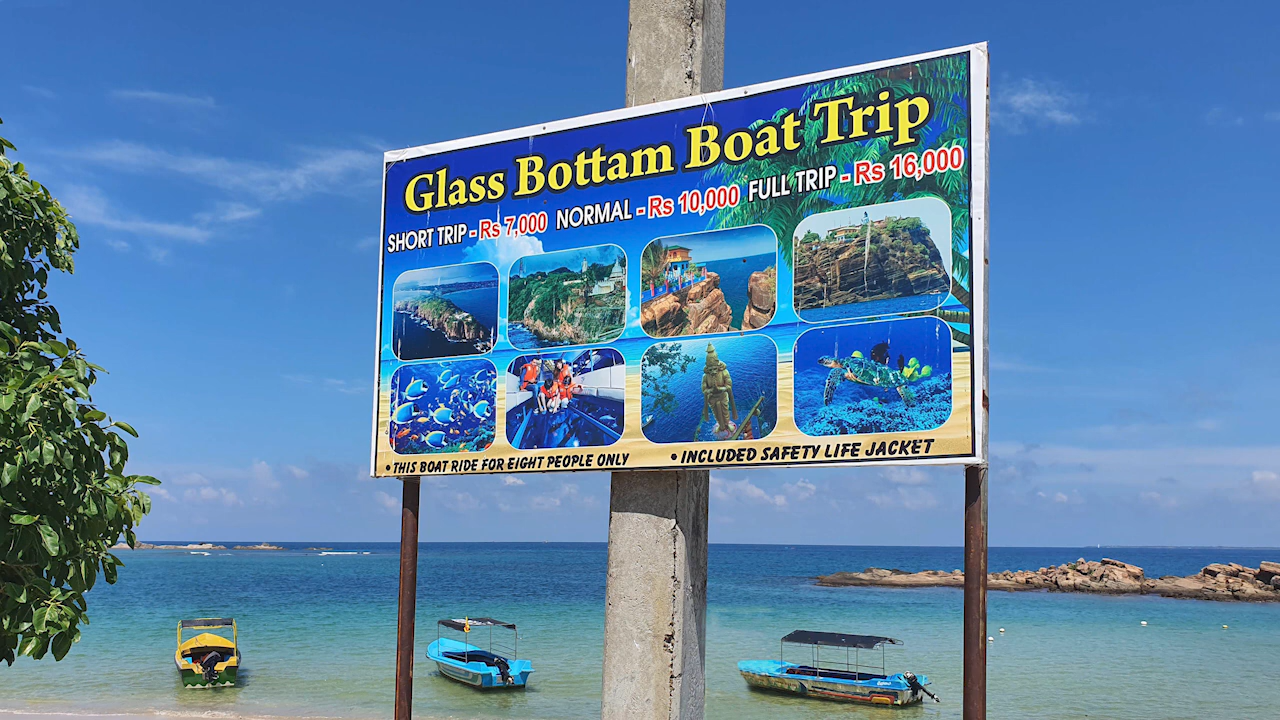 Glass Bottam Boat Trip
SHORT TRIP - Rs 7,000 NORMAL - Rs 10,000 FULL TRIP - Rs 16,000
• THIS BOAT RIDE FOR EIGHT PEOPLE ONLY • INCLUDED SAFETY LIFE JACKET